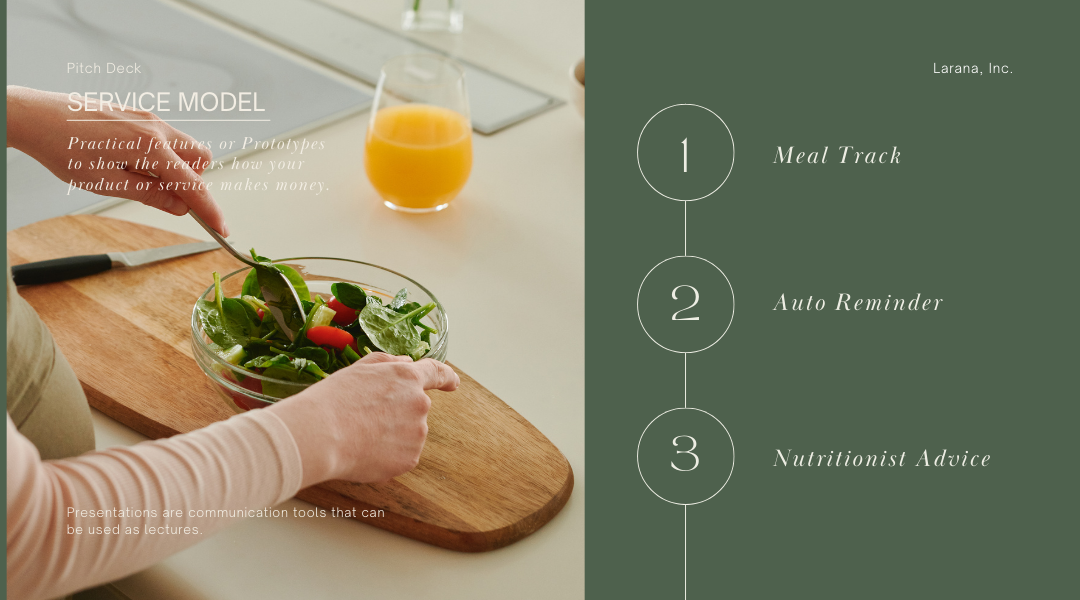 Pitch Deck
SERVICE MODEL
Practical features or Prototypes
to show the readers how your
product or service makes money.
Presentations are communication tools that can
be used as lectures.
Larana, Inc.
1
Meal Track
2
Auto Reminder
3
Nutritionist Advice